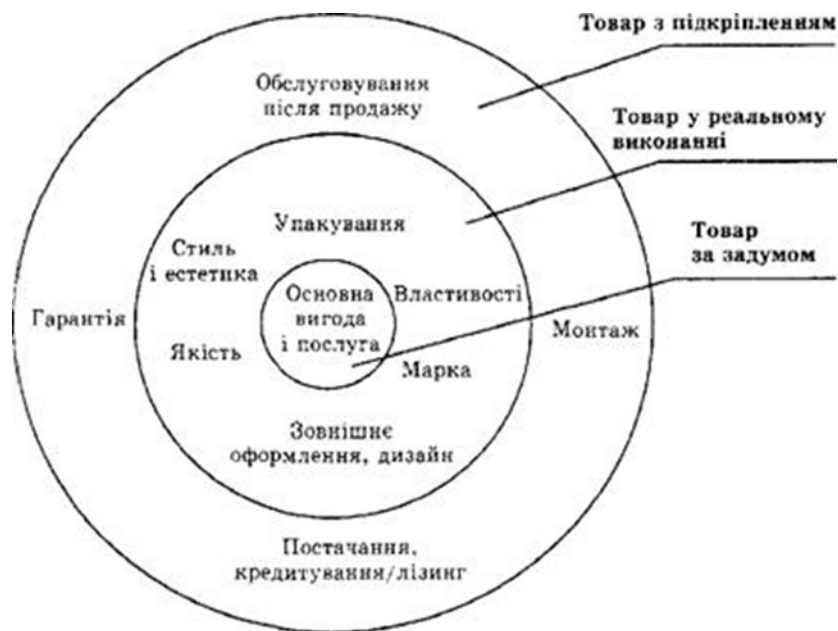 Товар з підкріпленням
Обслуговування
після продажу
Товар у реальному
виконанні
Упакування
Стиль
і естетика
Товар
за задумом
Основна
вигода
і послуга
Властивості
Гарантія
Якість
Марка
Монтаж
Зовнішнє
оформлення, дизайн
Постачання,
кредитування/лізинг